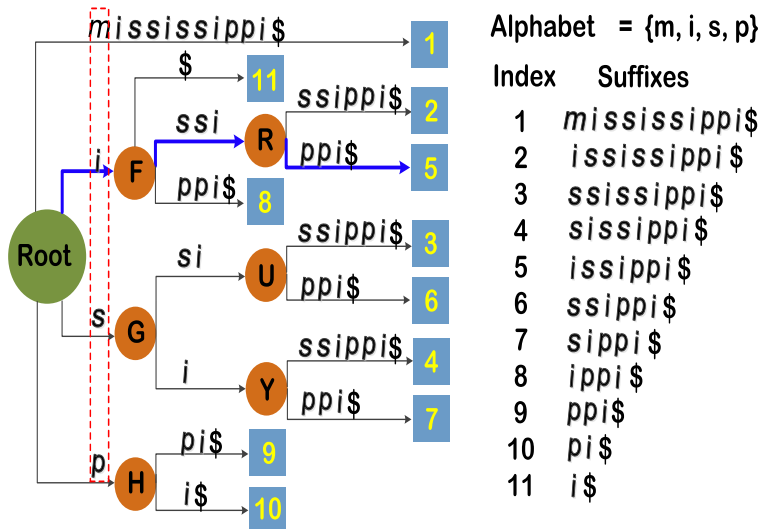 mississippi$
1
$
11
ssi
R
ssippi$
2
ppi$
5
i
F
ppi$
8
Root
si
U
ssippi$
3
ppi$
6
s
G
i
Y
ssippi$
4
ppi$
7
p
H
pi$
9
i$
10
Alphabet = {m, i, s, p}
Index Suffixes
1 mississippi$
2 ississippi$
3 ssissippi$
4 sissippi$
5 issippi$
6 ssippi$
7 sippi$
8 ippi$
9 ppi$
10 pi$
11 i$